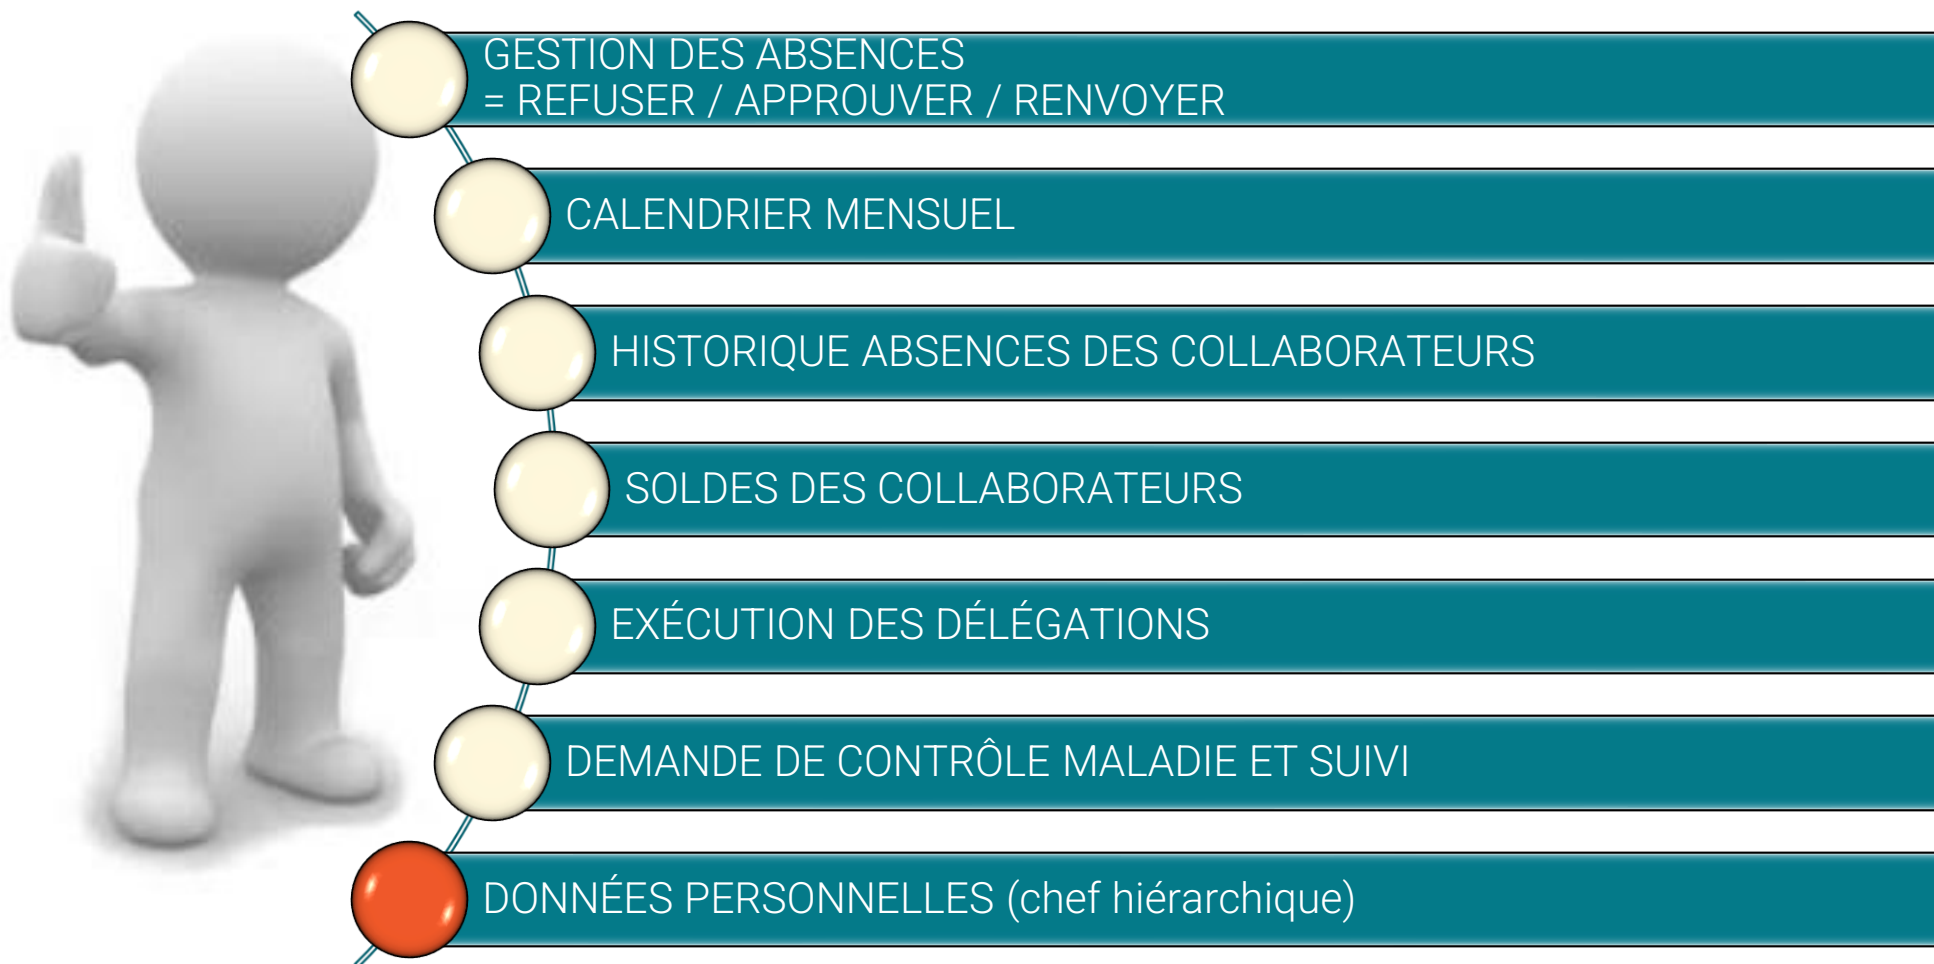 GESTION DES ABSENCES
= REFUSER / APPROUVER / RENVOYER
CALENDRIER MENSUEL
HISTORIQUE ABSENCES DES COLLABORATEURS
SOLDES DES COLLABORATEURS
EXÉCUTION DES DÉLÉGATIONS
DEMANDE DE CONTRÔLE MALADIE ET SUIVI
DONNÉES PERSONNELLES (chef hiérarchique)